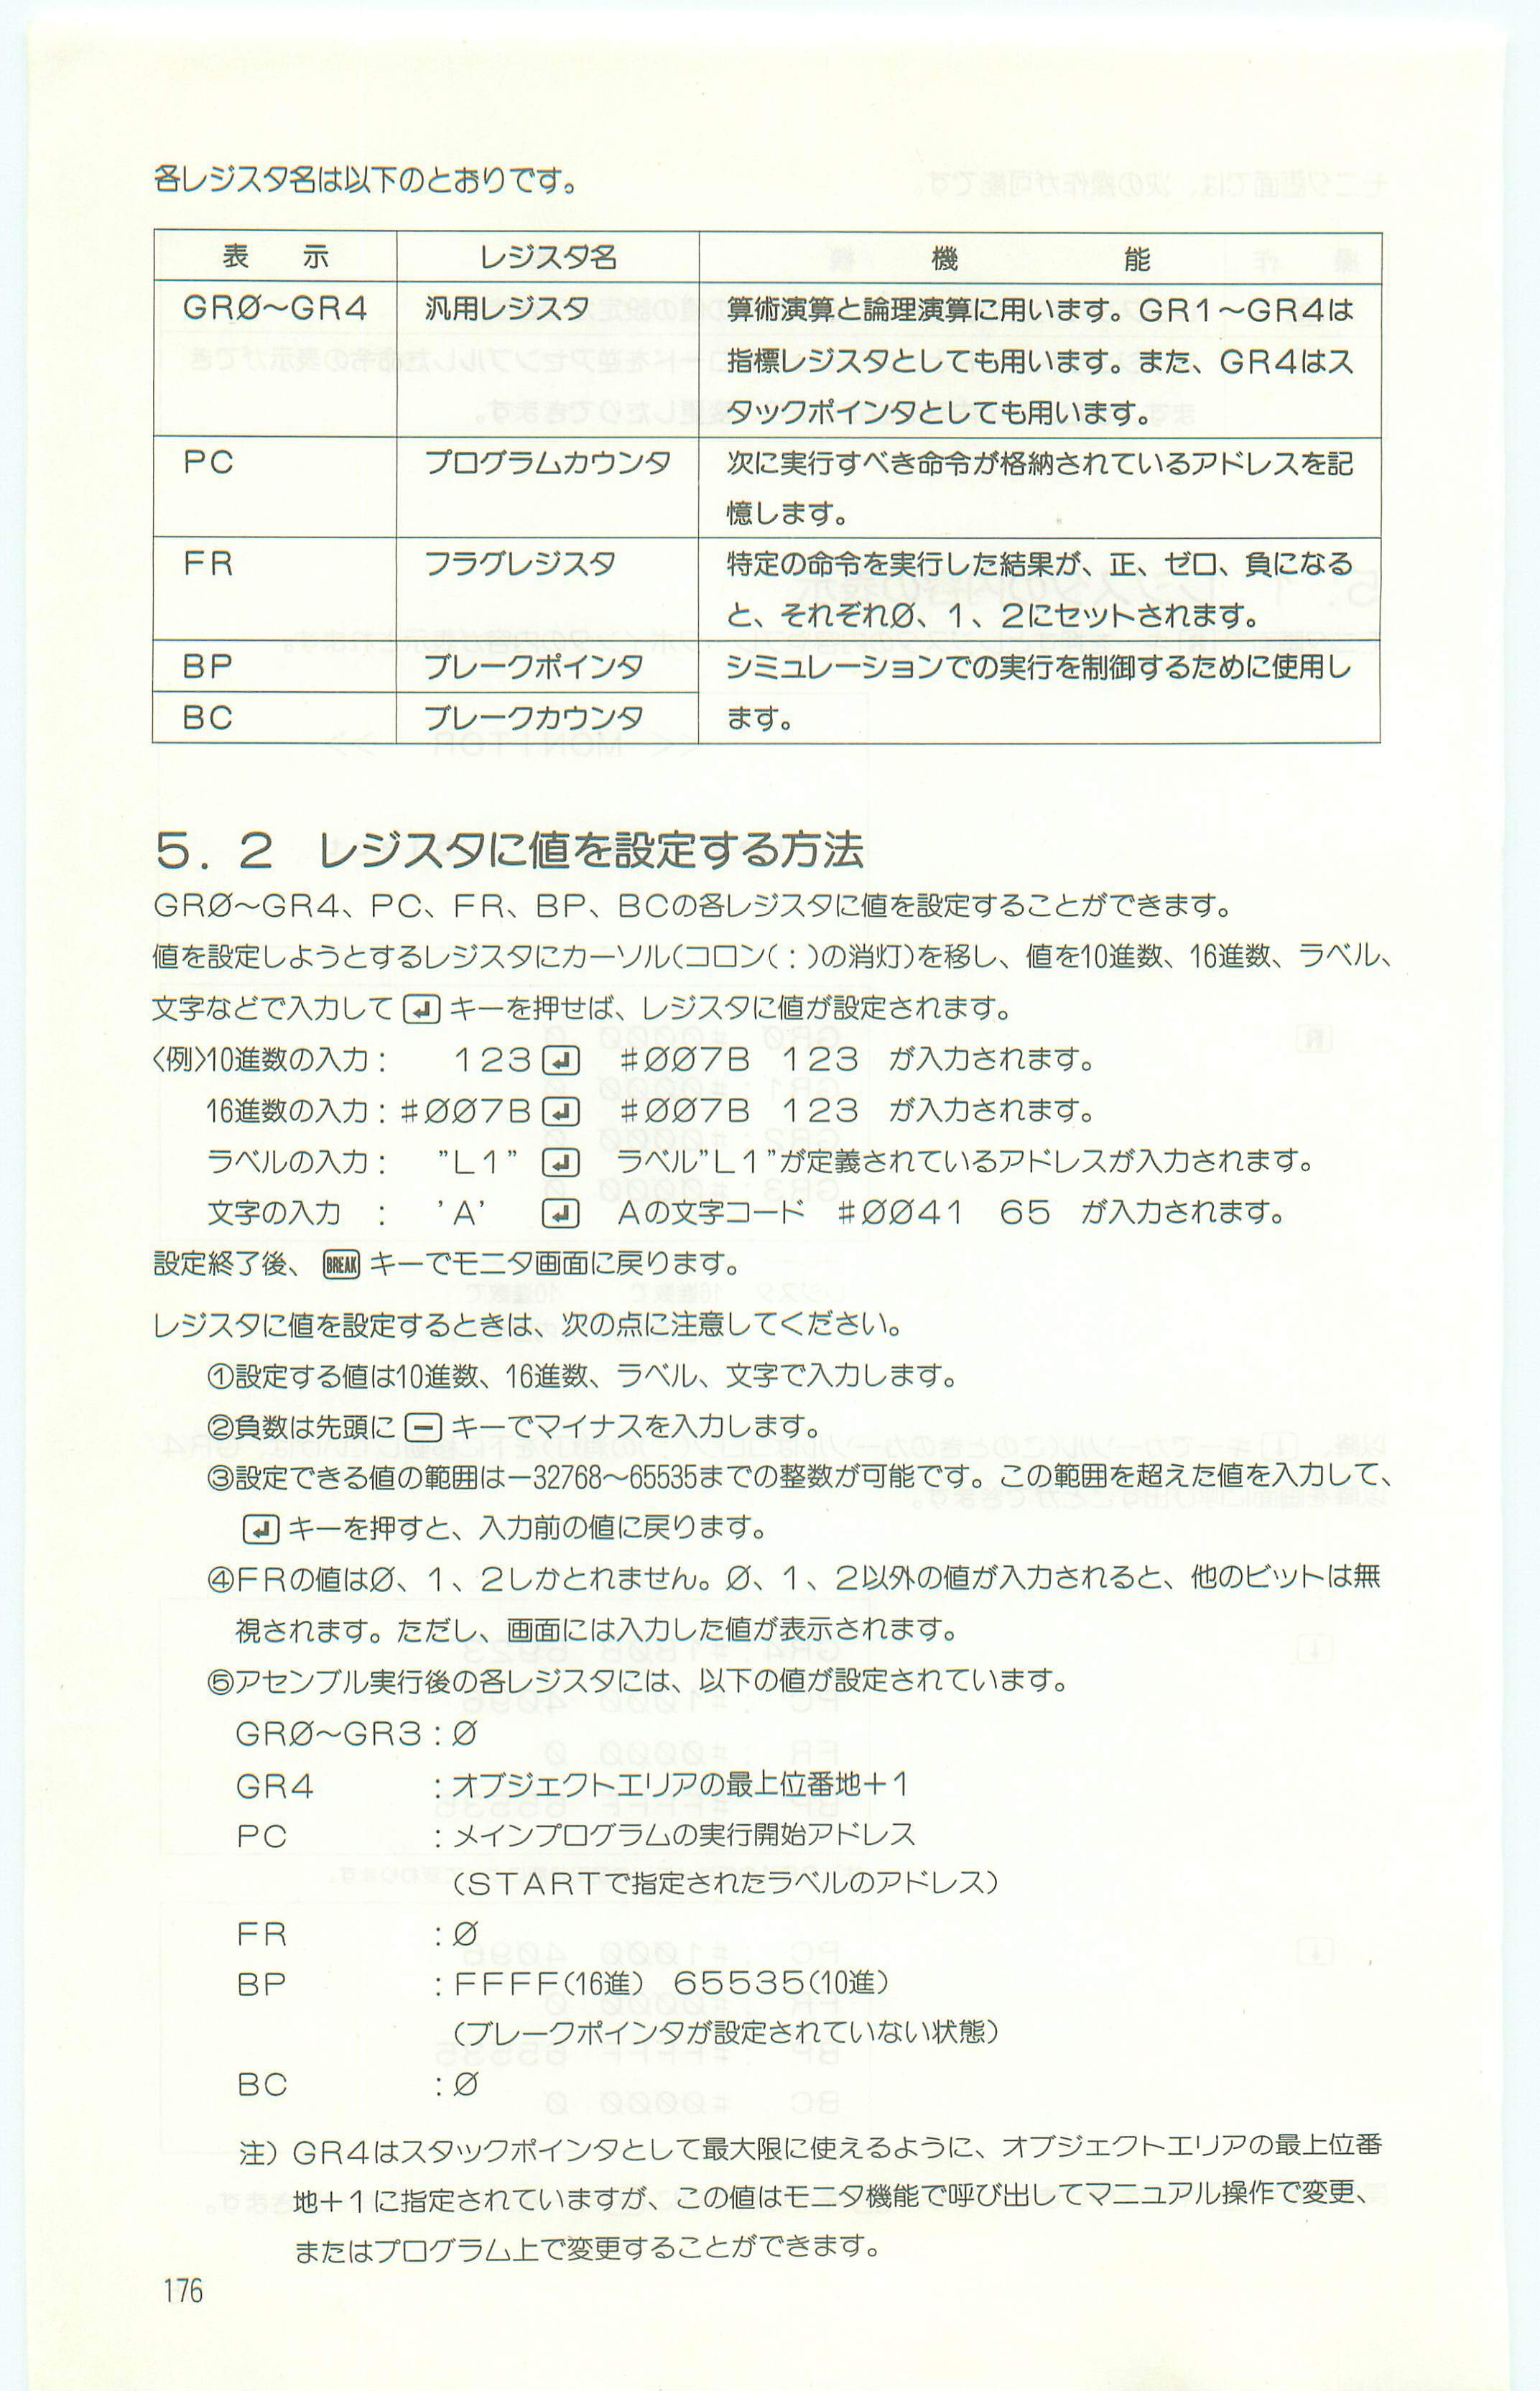 各レジスタ名は以下のとおりです。
表　示　レジスタ名　機　能
GRØ〜GR4　汎用レジスタ　算術演算と論理演算に用います。GR1〜GR4は
指標レジスタとしても用います。また、GR4はス
タックポインタとしても用います。
PC　プログラムカウンタ　次に実行すべき命令が格納されているアドレスを記
憶します。
FR　フラグレジスタ　特定の命令を実行した結果が、正、ゼロ、負になる
と、それぞれØ、1、2にセットされます。
BP　ブレークポインタ　シミュレーションでの実行を制御するために使用し
BC　ブレークカウンタ　ます。
5．2　レジスタに値を設定する方法
GRØ〜GR4、PC、FR、BP、BCの各レジスタに値を設定することができます。
値を設定しようとするレジスタにカーソル(コロン(：)の消灯)を移し、値を10進数、16進数、ラベル、
文字などで入力して ↵ キーを押せば、レジスタに値が設定されます。
〈例〉10進数の入力：　123 ↵　#ØØ7B　123　が入力されます。
16進数の入力：#ØØ7B ↵　#ØØ7B　123　が入力されます。
ラベルの入力：　"L1" ↵　ラベル"L1"が定義されているアドレスが入力されます。
文字の入力　：　'A'　↵　Aの文字コード　#ØØ41　65　が入力されます。
設定終了後、 BREAK キーでモニタ画面に戻ります。
レジスタに値を設定するときは、次の点に注意してください。
①設定する値は10進数、16進数、ラベル、文字で入力します。
②負数は先頭に − キーでマイナスを入力します。
③設定できる値の範囲は−32768〜65535までの整数が可能です。この範囲を超えた値を入力して、
↵ キーを押すと、入力前の値に戻ります。
④FRの値はØ、1、2しかとれません。Ø、1、2以外の値が入力されると、他のビットは無
視されます。ただし、画面には入力した値が表示されます。
⑤アセンブル実行後の各レジスタには、以下の値が設定されています。
GRØ〜GR3：Ø
GR4　：オブジェクトエリアの最上位番地＋1
PC　：メインプログラムの実行開始アドレス
（STARTで指定されたラベルのアドレス）
FR　：Ø
BP　：FFFF(16進)　65535(10進)
（ブレークポインタが設定されていない状態）
BC　：Ø
注）GR4はスタックポインタとして最大限に使えるように、オブジェクトエリアの最上位番
地＋1に指定されていますが、この値はモニタ機能で呼び出してマニュアル操作で変更、
またはプログラム上で変更することができます。
176